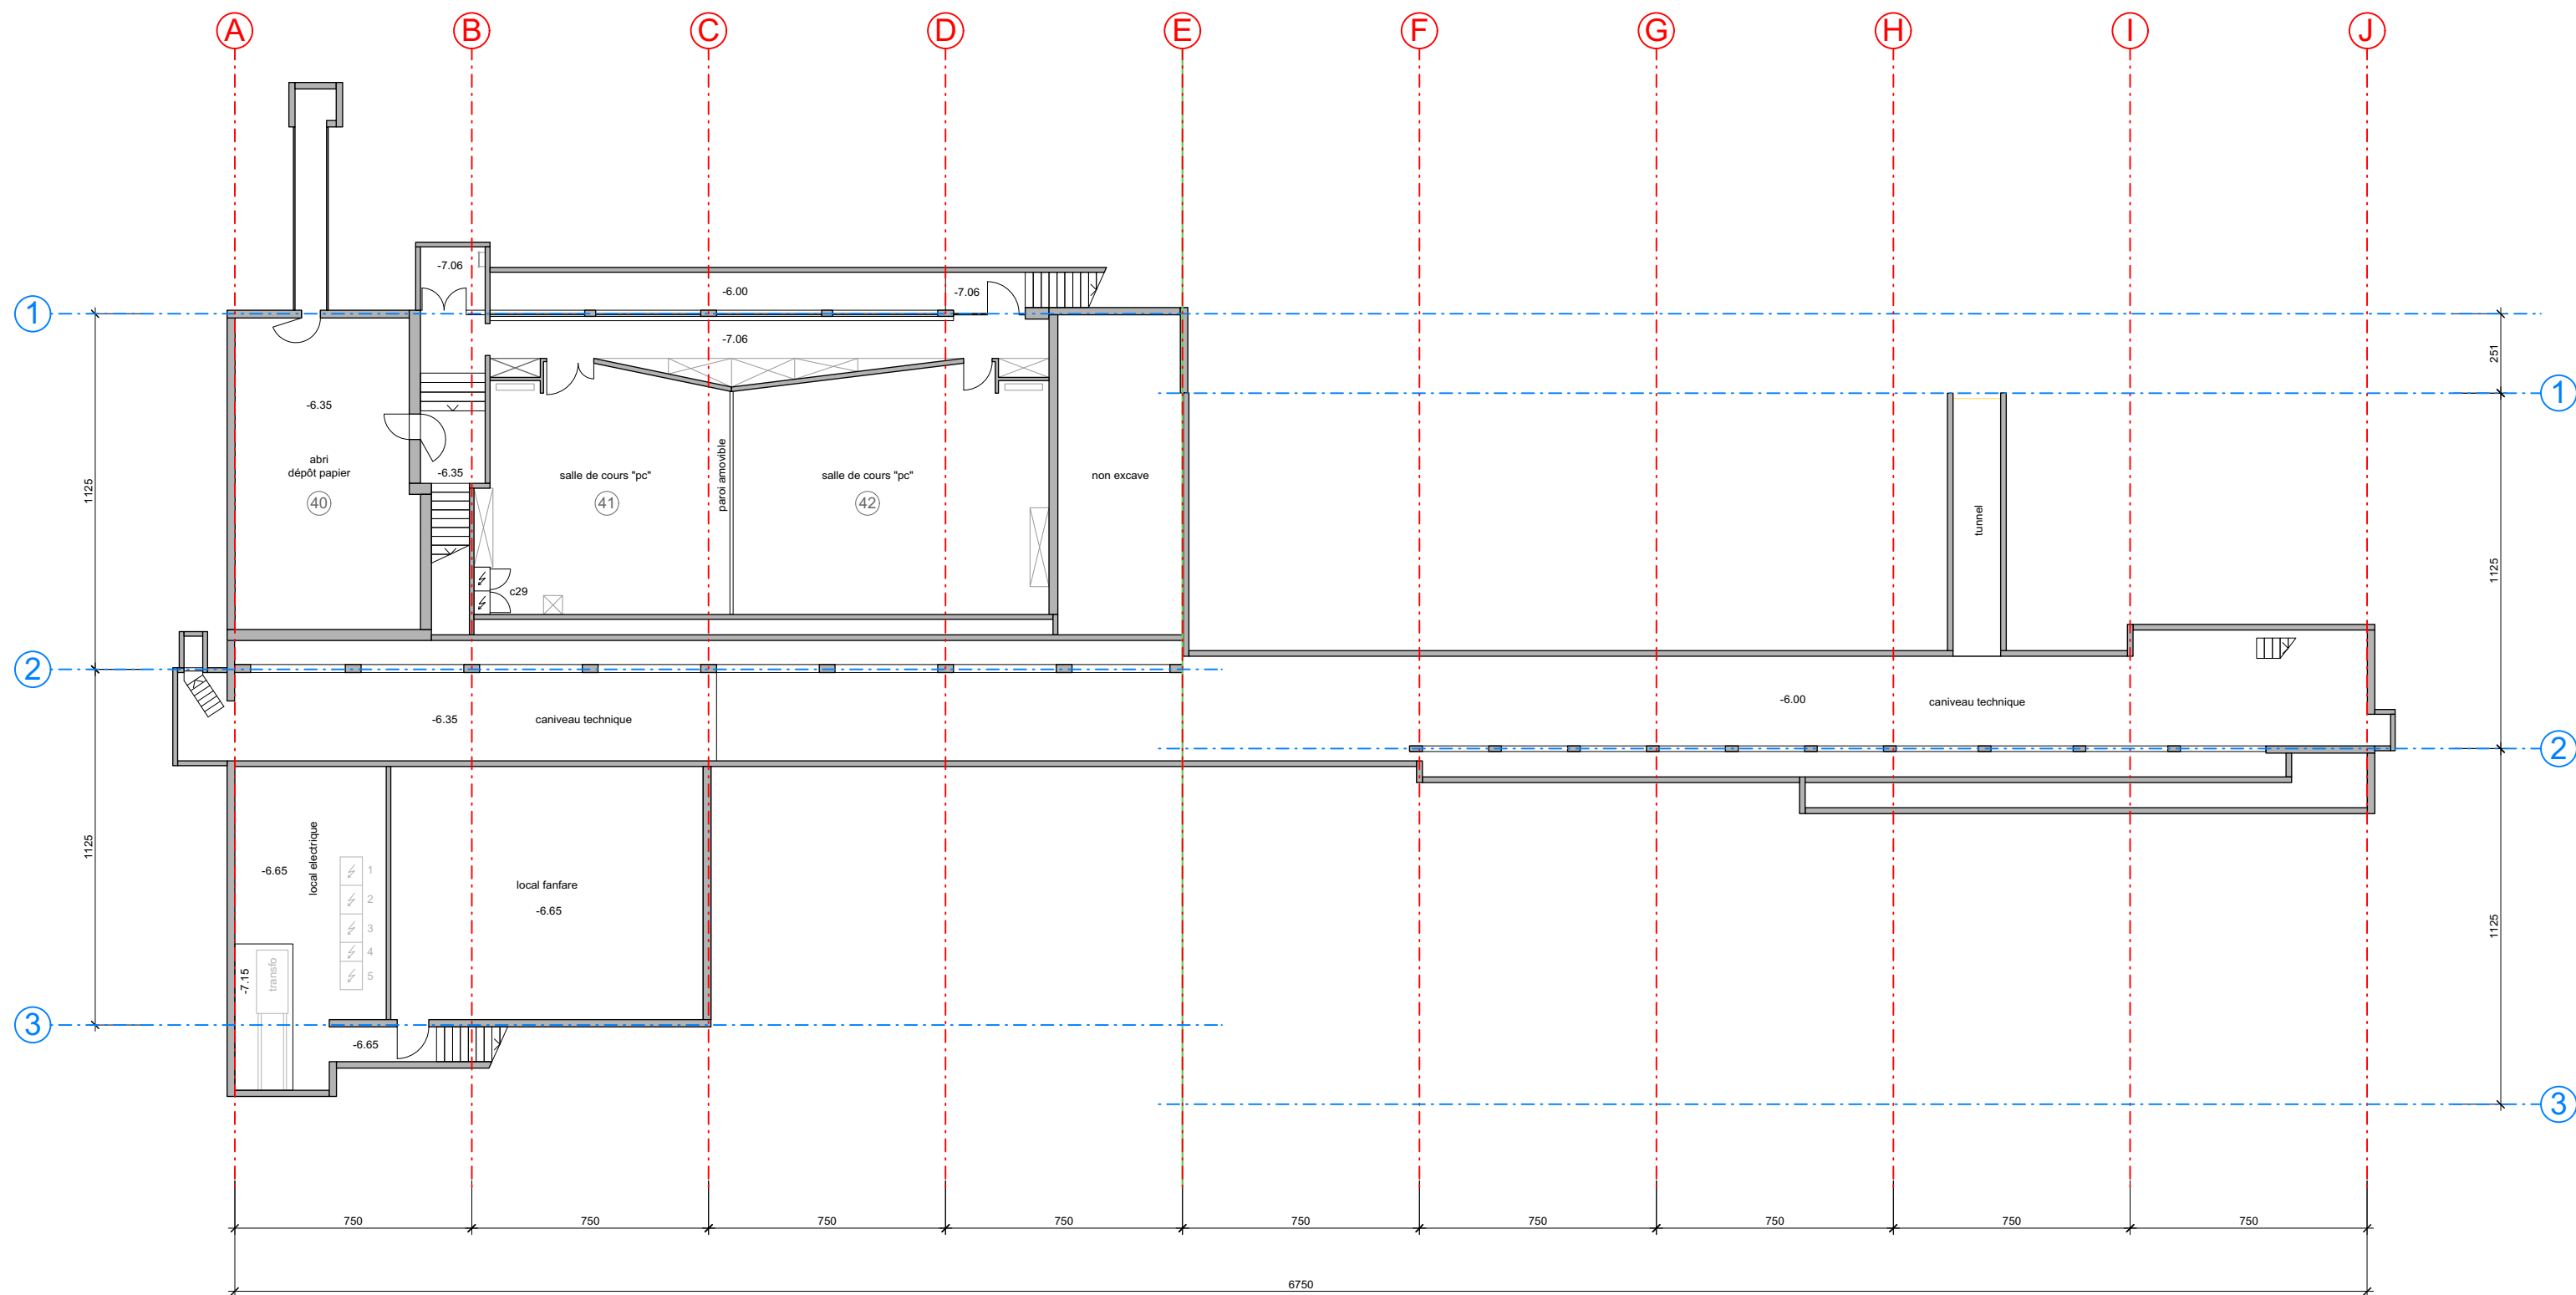 A B C D E F G H I J
-7.06
-6.00
-7.06
1
1
251
-7.06
1
-6.35
abri
dépôt papier
40
-6.35
salle de cours "pc"
41
paroi amovible
salle de cours "pc"
42
non excave
tunnel
1125
1125
c29
2
-6.35
caniveau technique
-6.00
caniveau technique
2
1125
1125
local electrique
-6.65
1
2
3
4
5
transfo
-7.15
local fanfare
-6.65
3
-6.65
3
750 750 750 750 750 750 750 750 750
6750